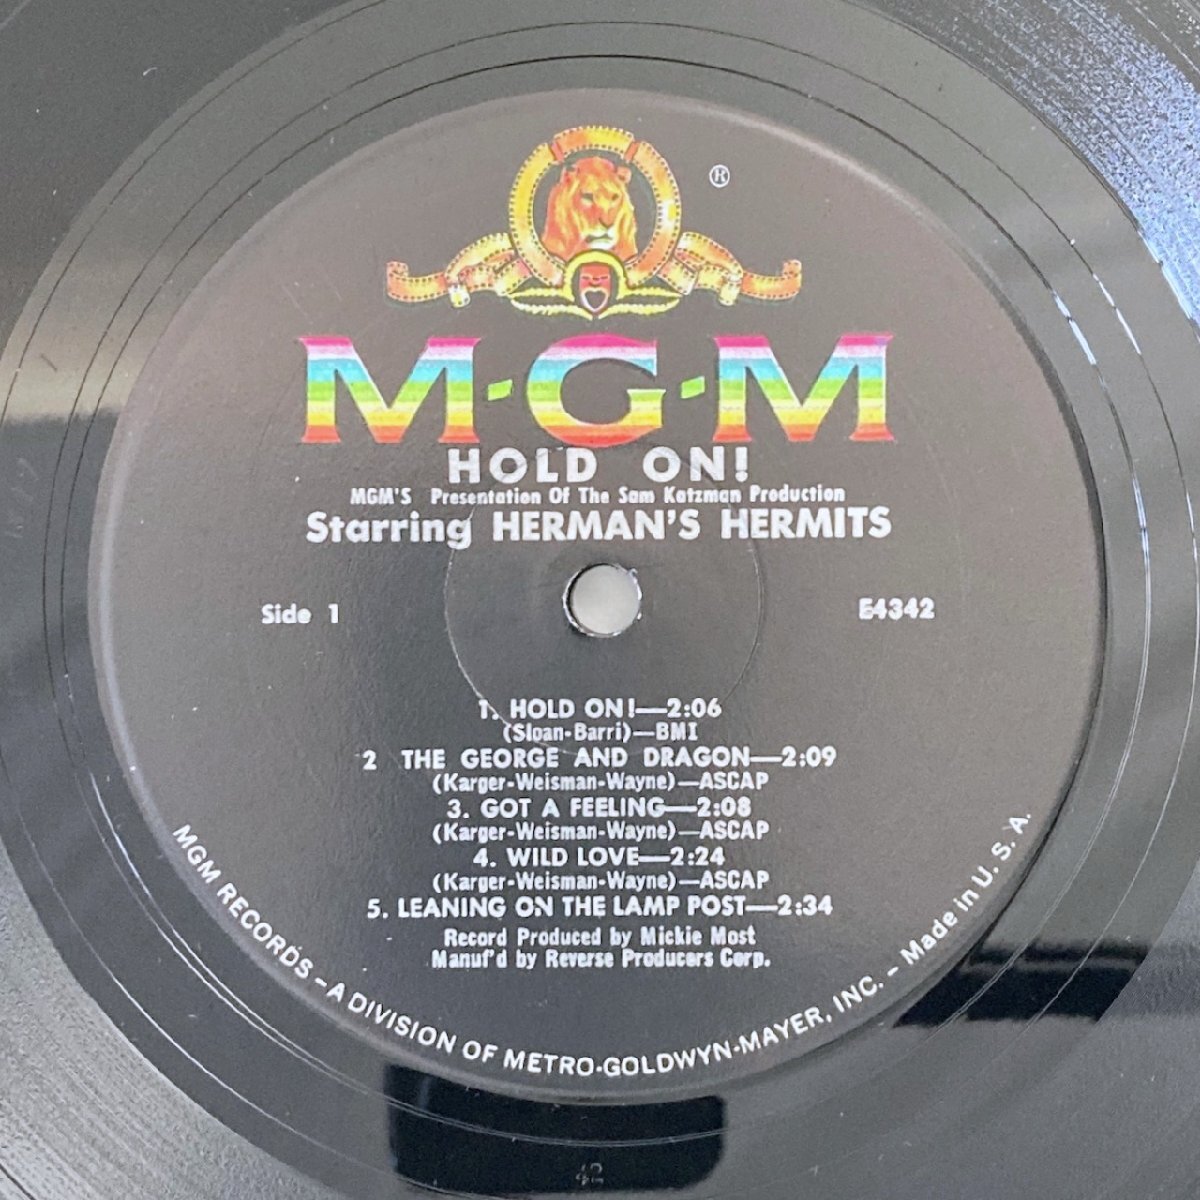 ®
M·G·M
HOLD ON!
MGM'S Presentation Of The Sam Katzman Production
Starring HERMAN'S HERMITS
Side 1
E4342
1. HOLD ON!—2:06
(Sloan-Barri)—BMI
2 THE GEORGE AND DRAGON—2:09
(Karger-Weisman-Wayne)—ASCAP
3. GOT A FEELING—2:08
(Karger-Weisman-Wayne)—ASCAP
4. WILD LOVE—2:24
(Karger-Weisman-Wayne)—ASCAP
5. LEANING ON THE LAMP POST—2:34
Record Produced by Mickie Most
Manuf'd by Reverse Producers Corp.
MGM RECORDS – A DIVISION OF METRO-GOLDWYN-MAYER, INC. – Made in U. S. A.
42